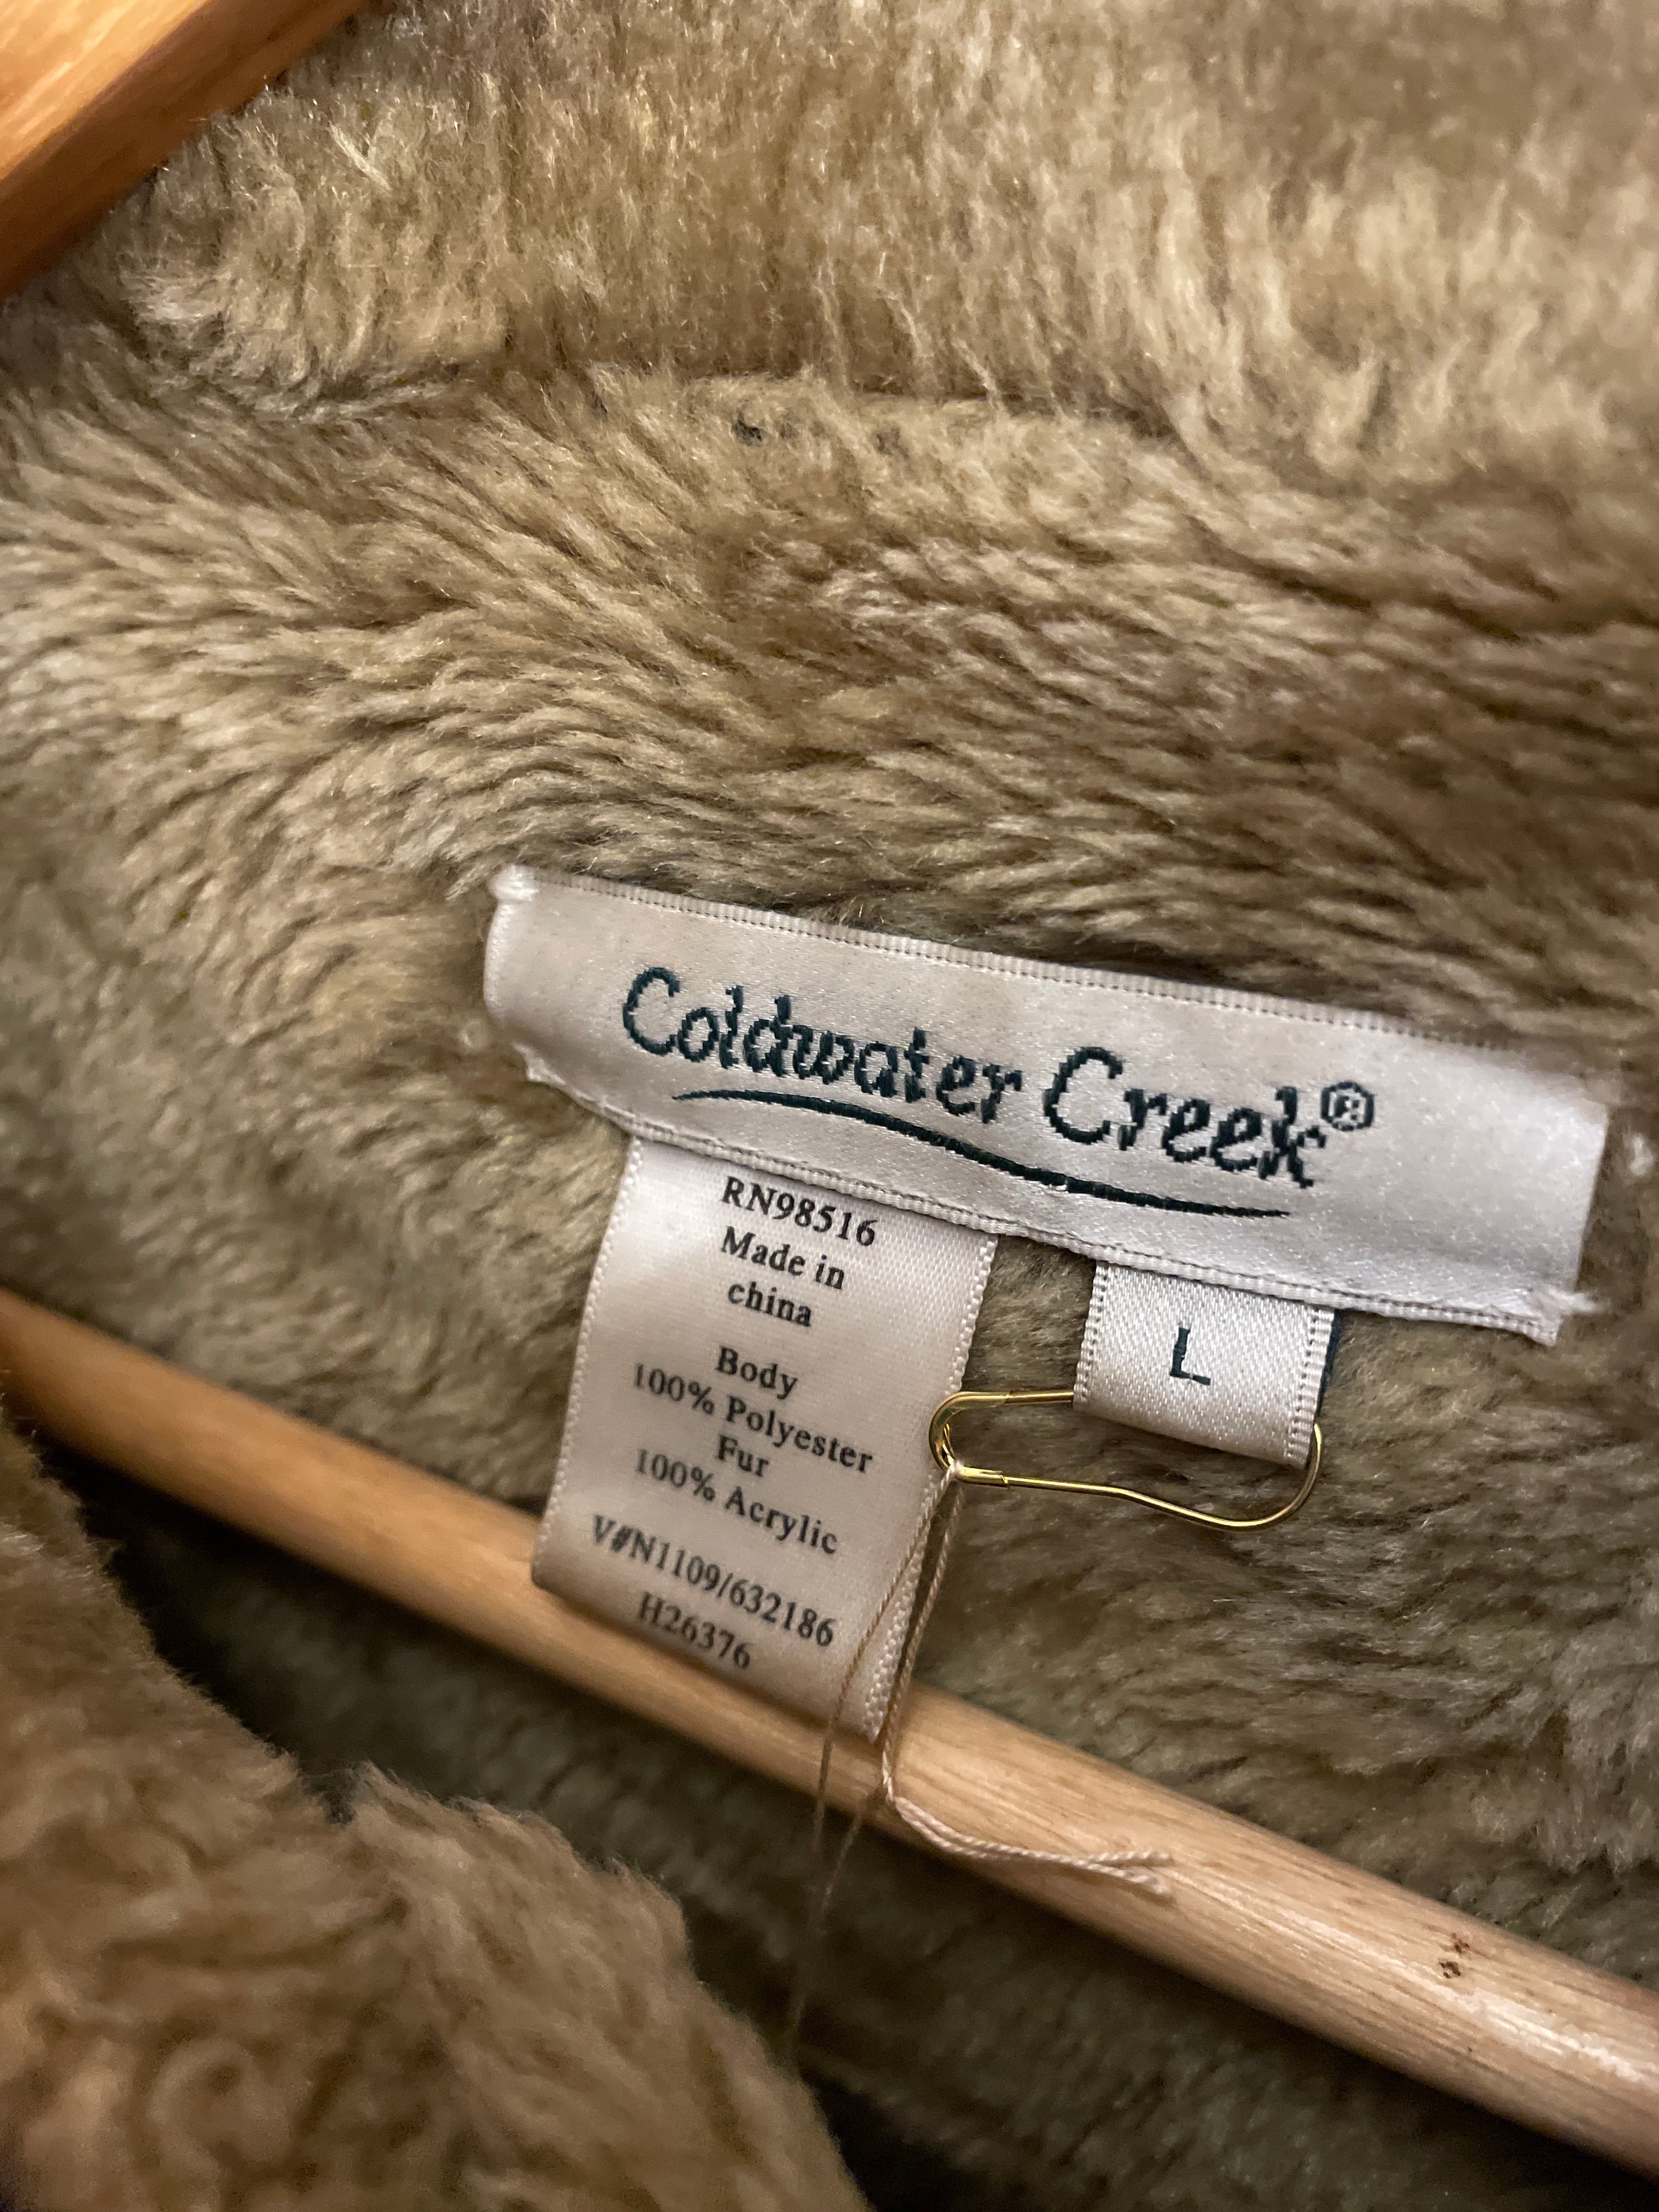 Coldwater Creek®
RN98516
Made in
china
L
Body
100% Polyester
Fur
100% Acrylic
V#N1109/632186
H26376